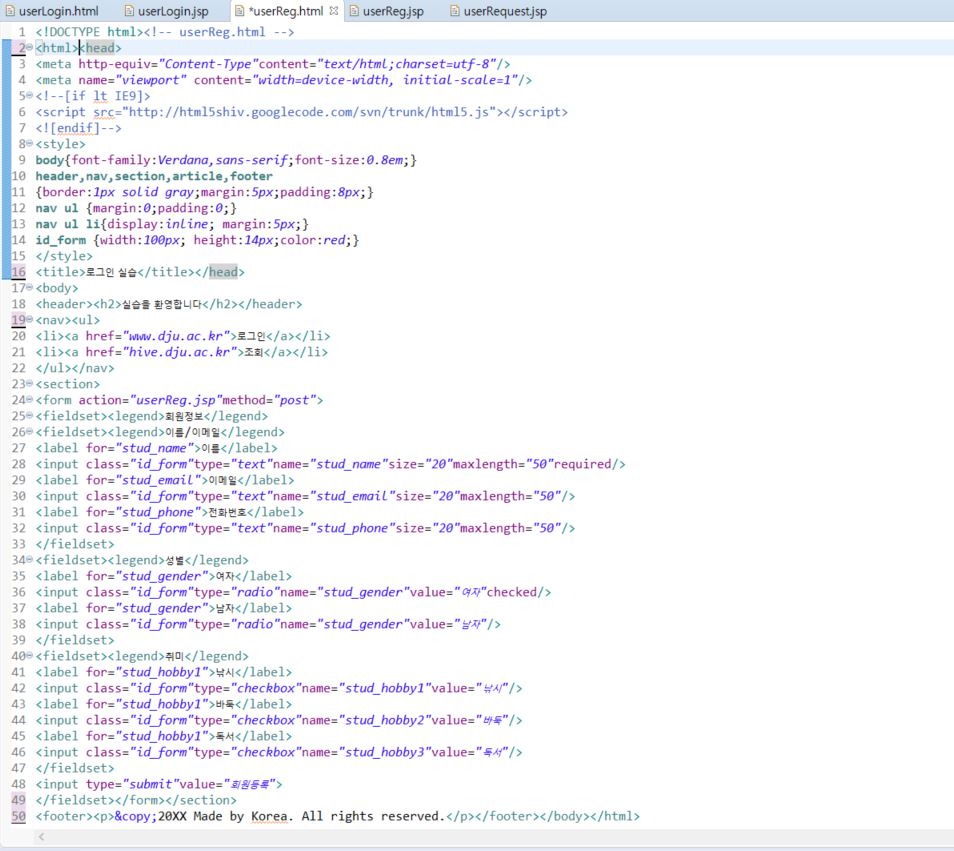 userLogin.html userLogin.jsp *userReg.html userReg.jsp userRequest.jsp
1 <!DOCTYPE html><!-- userReg.html -->
2 <html><head>
3 <meta http-equiv="Content-Type"content="text/html;charset=utf-8"/>
4 <meta name="viewport" content="width=device-width, initial-scale=1"/>
5 <!--[if lt IE9]>
6 <script src="http://html5shiv.googlecode.com/svn/trunk/html5.js"></script>
7 <![endif]-->
8 <style>
9 body{font-family:Verdana,sans-serif;font-size:0.8em;}
10 header,nav,section,article,footer
11 {border:1px solid gray;margin:5px;padding:8px;}
12 nav ul {margin:0;padding:0;}
13 nav ul li{display:inline; margin:5px;}
14 id_form {width:100px; height:14px;color:red;}
15 </style>
16 <title>로그인 실습</title></head>
17 <body>
18 <header><h2>실습을 환영합니다</h2></header>
19 <nav><ul>
20 <li><a href="www.dju.ac.kr">로그인</a></li>
21 <li><a href="hive.dju.ac.kr">조회</a></li>
22 </ul></nav>
23 <section>
24 <form action="userReg.jsp"method="post">
25 <fieldset><legend>회원정보</legend>
26 <fieldset><legend>이름/이메일</legend>
27 <label for="stud_name">이름</label>
28 <input class="id_form"type="text"name="stud_name"size="20"maxlength="50"required/>
29 <label for="stud_email">이메일</label>
30 <input class="id_form"type="text"name="stud_email"size="20"maxlength="50"/>
31 <label for="stud_phone">전화번호</label>
32 <input class="id_form"type="text"name="stud_phone"size="20"maxlength="50"/>
33 </fieldset>
34 <fieldset><legend>성별</legend>
35 <label for="stud_gender">여자</label>
36 <input class="id_form"type="radio"name="stud_gender"value="여자"checked/>
37 <label for="stud_gender">남자</label>
38 <input class="id_form"type="radio"name="stud_gender"value="남자"/>
39 </fieldset>
40 <fieldset><legend>취미</legend>
41 <label for="stud_hobby1">낚시</label>
42 <input class="id_form"type="checkbox"name="stud_hobby1"value="낚시"/>
43 <label for="stud_hobby1">바둑</label>
44 <input class="id_form"type="checkbox"name="stud_hobby2"value="바둑"/>
45 <label for="stud_hobby1">독서</label>
46 <input class="id_form"type="checkbox"name="stud_hobby3"value="독서"/>
47 </fieldset>
48 <input type="submit"value="회원등록">
49 </fieldset></form></section>
50 <footer><p>&copy;20XX Made by Korea. All rights reserved.</p></footer></body></html>